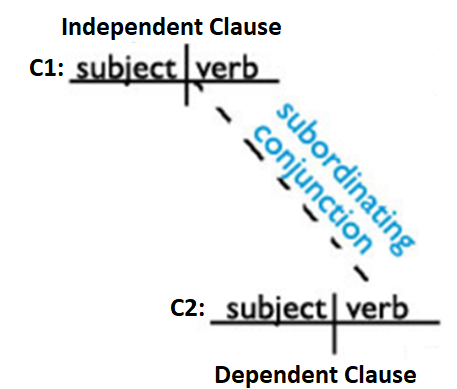 Independent Clause
C1: subject verb
subordinating
conjunction
C2: subject verb
Dependent Clause